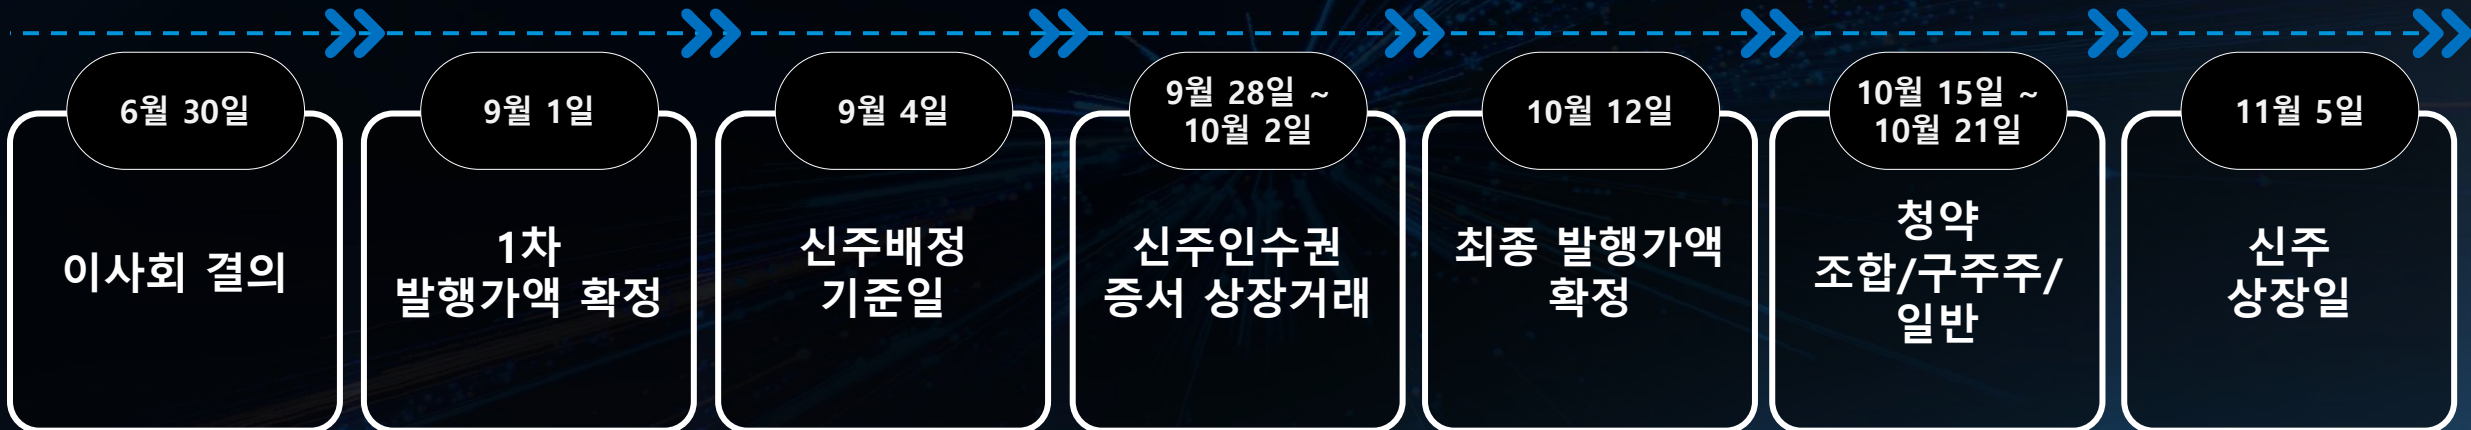 6월 30일
이사회 결의
9월 1일
1차
발행가액 확정
9월 4일
신주배정
기준일
9월 28일 ~
10월 2일
신주인수권
증서 상장거래
10월 12일
최종 발행가액
확정
10월 15일 ~
10월 21일
청약
조합/구주주/
일반
11월 5일
신주
상장일